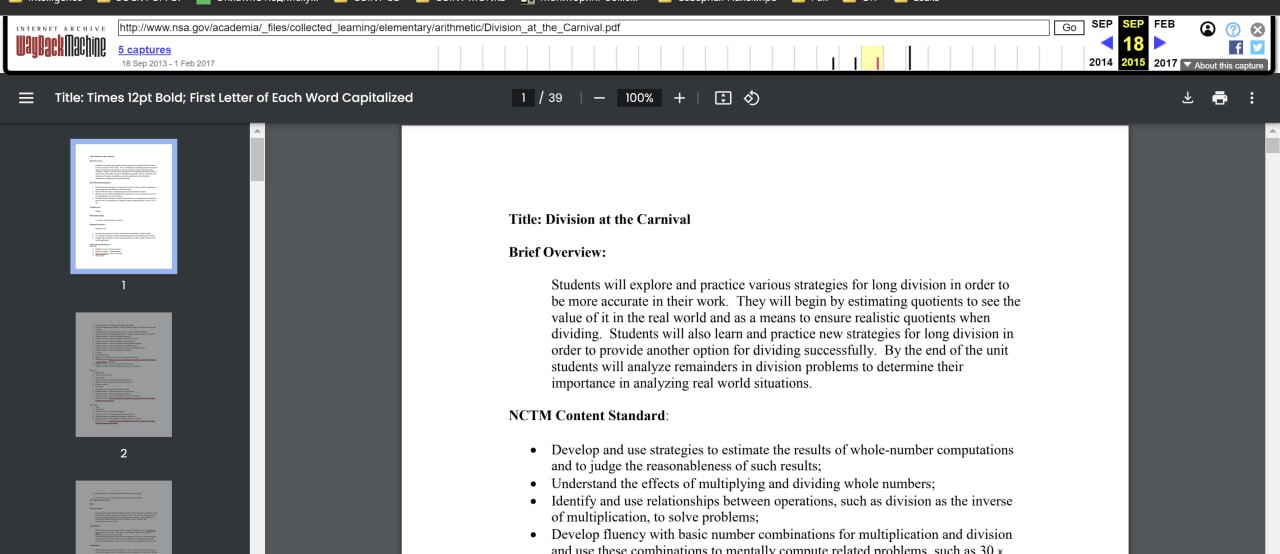 INTERNET ARCHIVE
WayBackMachine
http://www.nsa.gov/academia/_files/collected_learning/elementary/arithmetic/Division_at_the_Carnival.pdf
Go
SEP SEP FEB
5 captures
18
18 Sep 2013 - 1 Feb 2017
2014 2015 2017
About this capture
Title: Times 12pt Bold; First Letter of Each Word Capitalized
1 / 39
100%
1
2
Title: Division at the Carnival
Brief Overview:
Students will explore and practice various strategies for long division in order to
be more accurate in their work. They will begin by estimating quotients to see the
value of it in the real world and as a means to ensure realistic quotients when
dividing. Students will also learn and practice new strategies for long division in
order to provide another option for dividing successfully. By the end of the unit
students will analyze remainders in division problems to determine their
importance in analyzing real world situations.
NCTM Content Standard:
• Develop and use strategies to estimate the results of whole-number computations
and to judge the reasonableness of such results;
• Understand the effects of multiplying and dividing whole numbers;
• Identify and use relationships between operations, such as division as the inverse
of multiplication, to solve problems;
• Develop fluency with basic number combinations for multiplication and division
and use these combinations to mentally compute related problems, such as 30 x